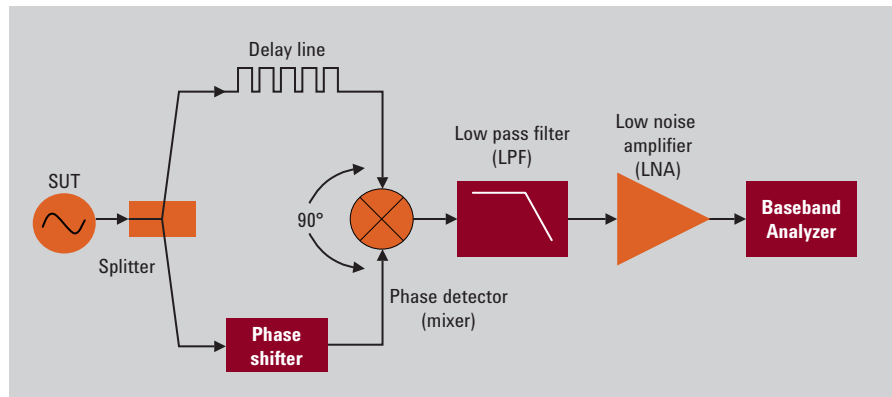 Delay line
Low pass filter
(LPF)
Low noise
amplifier
(LNA)
SUT
90°
Baseband
Analyzer
Splitter
Phase detector
(mixer)
Phase
shifter